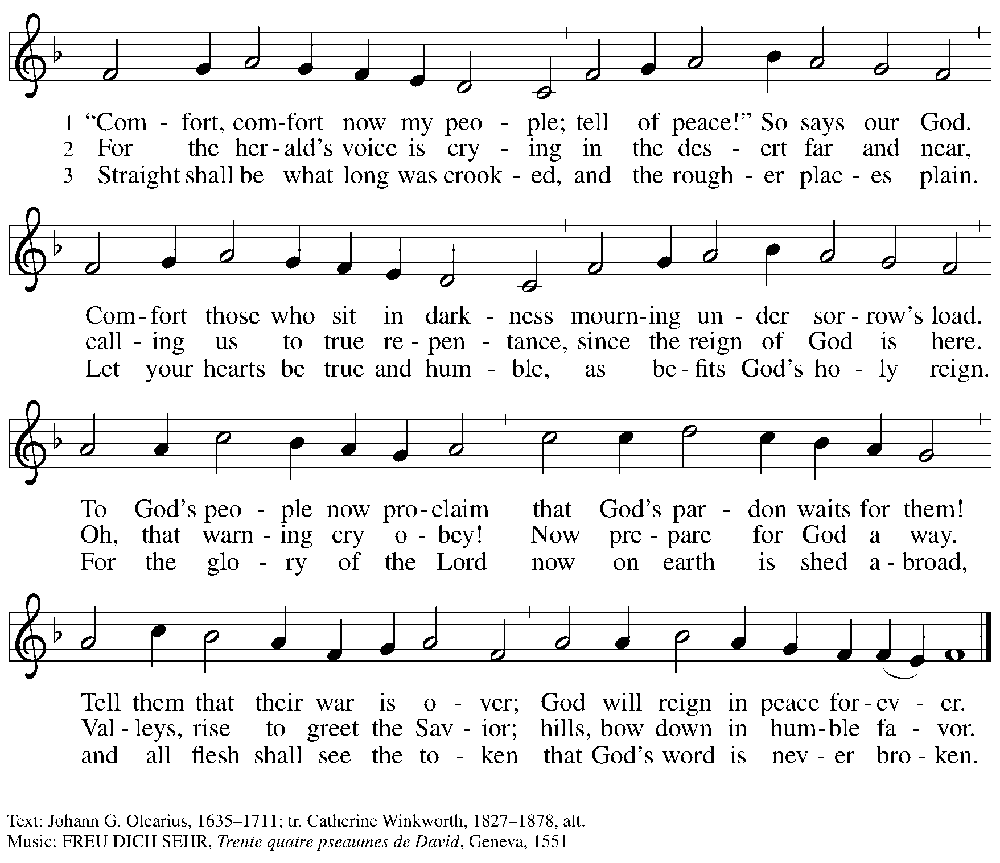 1 “Com - fort, com-fort now my peo - ple; tell of peace!” So says our God.
2 For the her-ald’s voice is cry - ing in the des - ert far and near,
3 Straight shall be what long was crook - ed, and the rough - er plac - es plain.
Com-fort those who sit in dark - ness mourn-ing un - der sor-row’s load.
call - ing us to true re-pen - tance, since the reign of God is here.
Let your hearts be true and hum - ble, as be-fits God’s ho - ly reign.
To God’s peo - ple now pro-claim that God’s par - don waits for them!
Oh, that warn - ing cry o - bey! Now pre - pare for God a way.
For the glo - ry of the Lord now on earth is shed a-broad,
Tell them that their war is o - ver; God will reign in peace for-ev - er.
Val-leys, rise to greet the Sav - ior; hills, bow down in hum-ble fa - vor.
and all flesh shall see the to - ken that God’s word is nev - er bro-ken.
Text: Johann G. Olearius, 1635–1711; tr. Catherine Winkworth, 1827–1878, alt.
Music: FREU DICH SEHR, Trente quatre pseaumes de David, Geneva, 1551